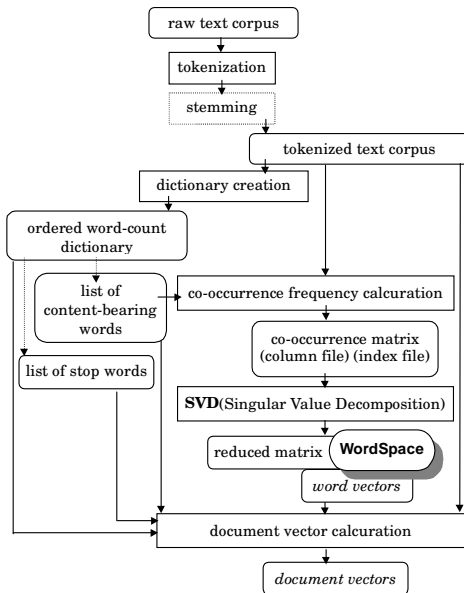 raw text corpus
tokenization
stemming
tokenized text corpus
dictionary creation
ordered word-count
dictionary
list of
content-bearing
words
co-occurrence frequency calcuration
co-occurrence matrix
(column file) (index file)
list of stop words
SVD(Singular Value Decomposition)
reduced matrix
WordSpace
word vectors
document vector calcuration
document vectors